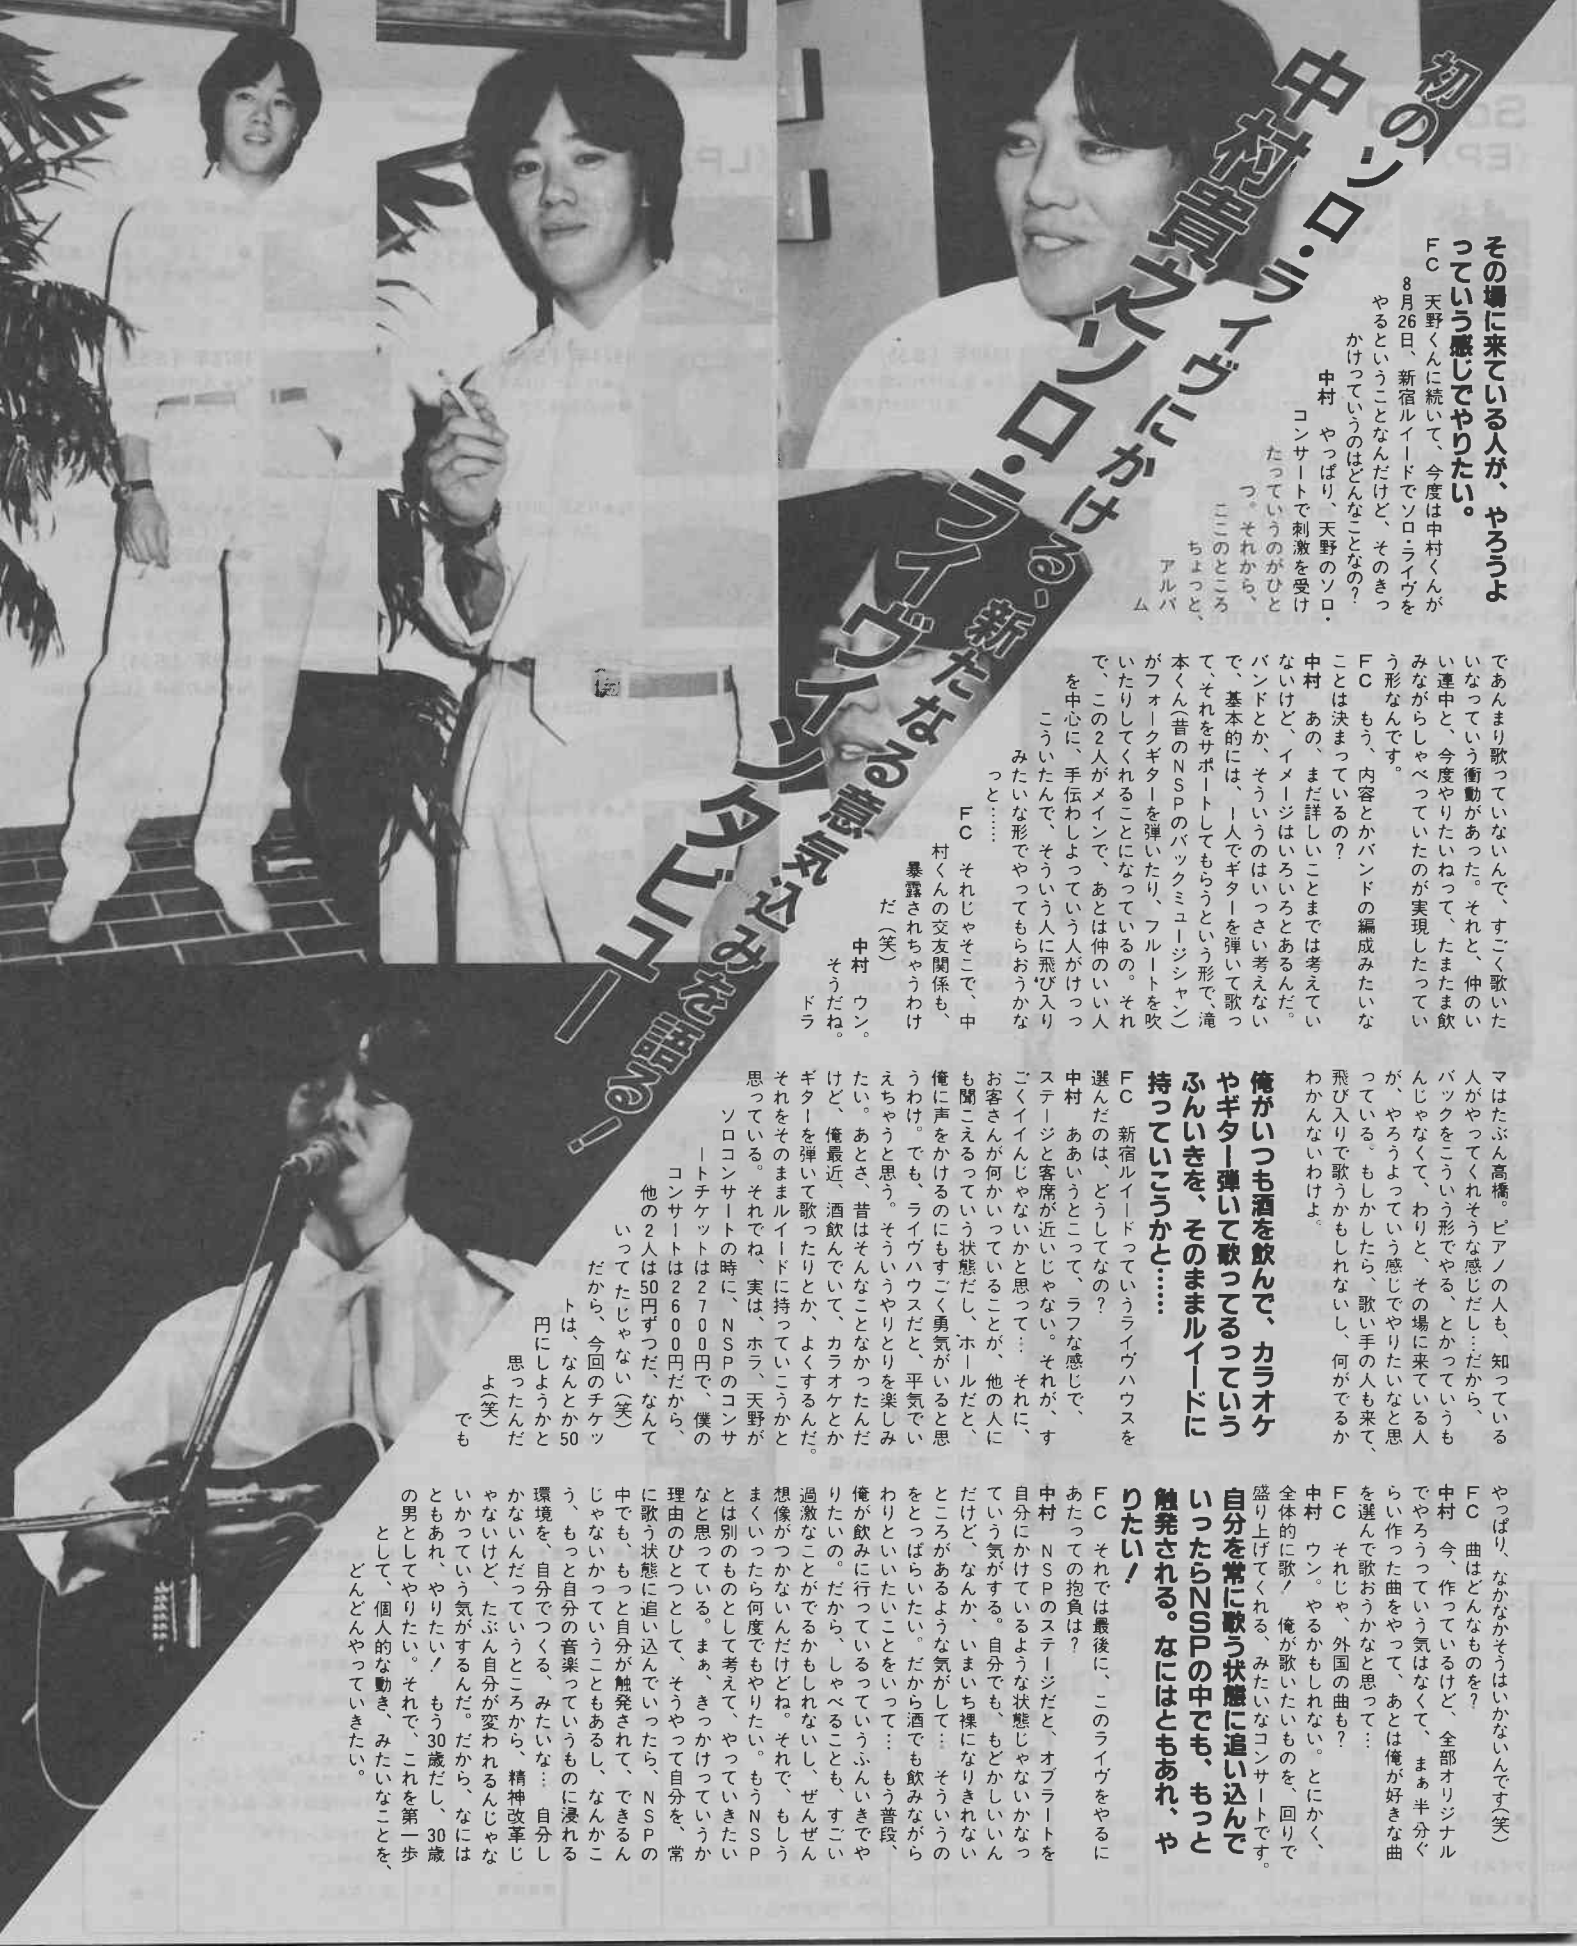 初のソロ・ライヴにかける、新たなる意気込みを語る！
中村貴之ソロ・ライヴインタビュー
その場に来ている人が、やろうよ
っていう感じでやりたい。
FC　天野くんに続いて、今度は中村くんが
8月26日、新宿ルイードでソロ・ライヴを
やるということなんだけど、そのきっ
かけっていうのはどんなことなの？
中村　やっぱり、天野のソロ・
コンサートで刺激を受け
たっていうのがひと
つ。それから、
ここのところ
ちょっと、
アルバ
ム
であんまり歌っていないんで、すごく歌いた
いなっていう衝動があった。それと、仲のい
い連中と、今度やりたいねって、たまたま飲
みながらしゃべっていたのが実現したってい
う形なんです。
FC　もう、内容とかバンドの編成みたいな
ことは決まっているの？
中村　あの、まだ詳しいことまでは考えてい
ないけど、イメージはいろいろとあるんだ。
バンドとか、そういうのはいっさい考えない
で、基本的には、1人でギターを弾いて歌っ
て、それをサポートしてもらうという形で、滝
本くん(昔のNSPのバックミュージシャン)
がフォークギターを弾いたり、フルートを吹
いたりしてくれることになっているの。それ
で、この2人がメインで、あとは仲のいい人
を中心に、手伝わしよっていう人がけっっ
こういたんで、そういう人に飛び入り
みたいな形でやってもらおうかな
っと……
FC　それじゃそこで、中
村くんの交友関係も、
暴露されちゃうわけ
だ(笑)
中村　ウン。
そうだね。
ドラ
マはたぶん高橋。ピアノの人も、知っている
人がやってくれそうな感じだし…だから、
バックをこういう形でやる、とかっていうも
んじゃなくて、わりと、その場に来ている人
が、やろうよっていう感じでやりたいなと思
っている。もしかしたら、歌い手の人も来て、
飛び入りで歌うかもしれないし、何がでるか
わかんないわけよ。
俺がいつも酒を飲んで、カラオケ
やギター弾いて歌ってるっていう
ふんいきを、そのままルイードに
持っていこうかと……
FC　新宿ルイードっていうライヴハウスを
選んだのは、どうしてなの？
中村　ああいうとこって、ラフな感じで、
ステージと客席が近いじゃない。それが、す
ごくイイんじゃないかと思って… それに、
お客さんが何かいっていることが、他の人に
も聞こえるっていう状態だし、ホールだと、
俺に声をかけるのにもすごく勇気がいると思
うわけ。でも、ライヴハウスだと、平気でい
えちゃうと思う。そういうやりとりを楽しみ
たい。あとさ、昔はそんなことなかったんだ
けど、俺最近、酒飲んでいて、カラオケとか
ギターを弾いて歌ったりとか、よくするんだ。
それをそのままルイードに持っていこうかと
思っている。それでね、実は、ホラ、天野が
ソロコンサートの時に、NSPのコンサ
ートチケットは2700円で、僕の
コンサートは2600円だから、
他の2人は50円ずつだ、なんて
いってたじゃない(笑)
だから、今回のチケッ
トは、なんとか50
円にしようかと
思ったんだ
よ(笑)
でも
やっぱり、なかなかそうはいかないんです(笑)
FC　曲はどんなものを？
中村　今、作っているけど、全部オリジナル
でやろうっていう気はなくて、まぁ半分ぐ
らい作った曲をやって、あとは俺が好きな曲
を選んで歌おうかなと思って…
FC　それじゃ、外国の曲も？
中村　ウン。やるかもしれない。とにかく、
全体的に歌！　俺が歌いたいものを、回りで
盛り上げてくれる、みたいなコンサートです。
自分を常に歌う状態に追い込んで
いったらNSPの中でも、もっと
触発される。なにはともあれ、や
りたい！
FC　それでは最後に、このライヴをやるに
あたっての抱負は？
中村　NSPのステージだと、オブラートを
自分にかけているような状態じゃないかなっ
ていう気がする。自分でも、もどかしいいん
だけど、なんか、いまいち裸になりきれない
ところがあるような気がして… そういうの
をとっぱらいたい。だから酒でも飲みながら
わりといいたいことをいって… もう普段、
俺が飲みに行っているっていうふんいきでや
りたいの。だから、しゃべることも、すごい
過激なことがでるかもしれないし、ぜんぜん
想像がつかないんだけどね。それで、もしう
まくいったら何度でもやりたい。もうNSP
とは別のものとして考えて、やっていきたい
なと思っている。まぁ、きっかけっていうか
理由のひとつとして、そうやって自分を、常
に歌う状態に追い込んでいったら、NSPの
中でも、もっと自分が触発されて、できるん
じゃないかっていうこともあるし、なんかこ
う、もっと自分の音楽っていうものに浸れる
環境を、自分でつくる、みたいな… 自分し
かないんだっていうところから、精神改革じ
ゃないけど、たぶん自分が変われるんじゃな
いかっていう気がするんだ。だから、なには
ともあれ、やりたい！　もう30歳だし、30歳
の男としてやりたい。それで、これを第一歩
として、個人的な動き、みたいなことを、
どんどんやっていきたい。